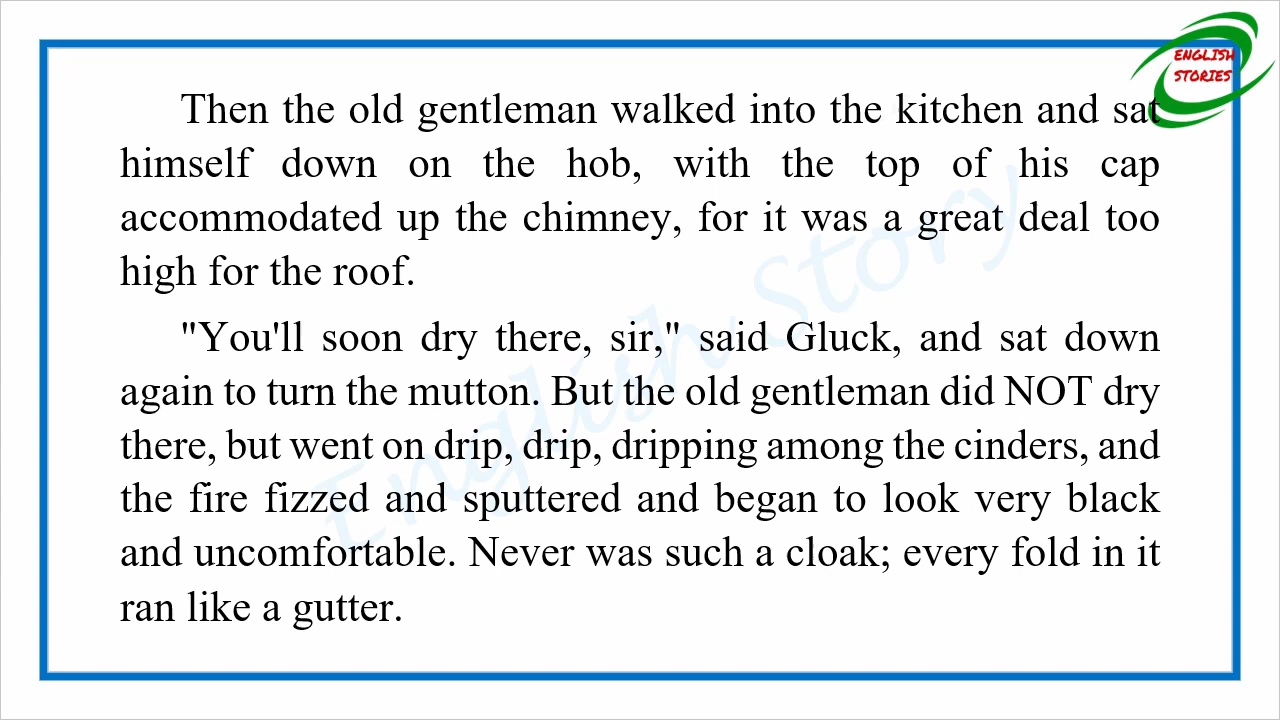 ENGLISH
STORIES
Then the old gentleman walked into the kitchen and sat
himself down on the hob, with the top of his cap
accommodated up the chimney, for it was a great deal too
high for the roof.
"You'll soon dry there, sir," said Gluck, and sat down
again to turn the mutton. But the old gentleman did NOT dry
there, but went on drip, drip, dripping among the cinders, and
the fire fizzed and sputtered and began to look very black
and uncomfortable. Never was such a cloak; every fold in it
ran like a gutter.
English Story